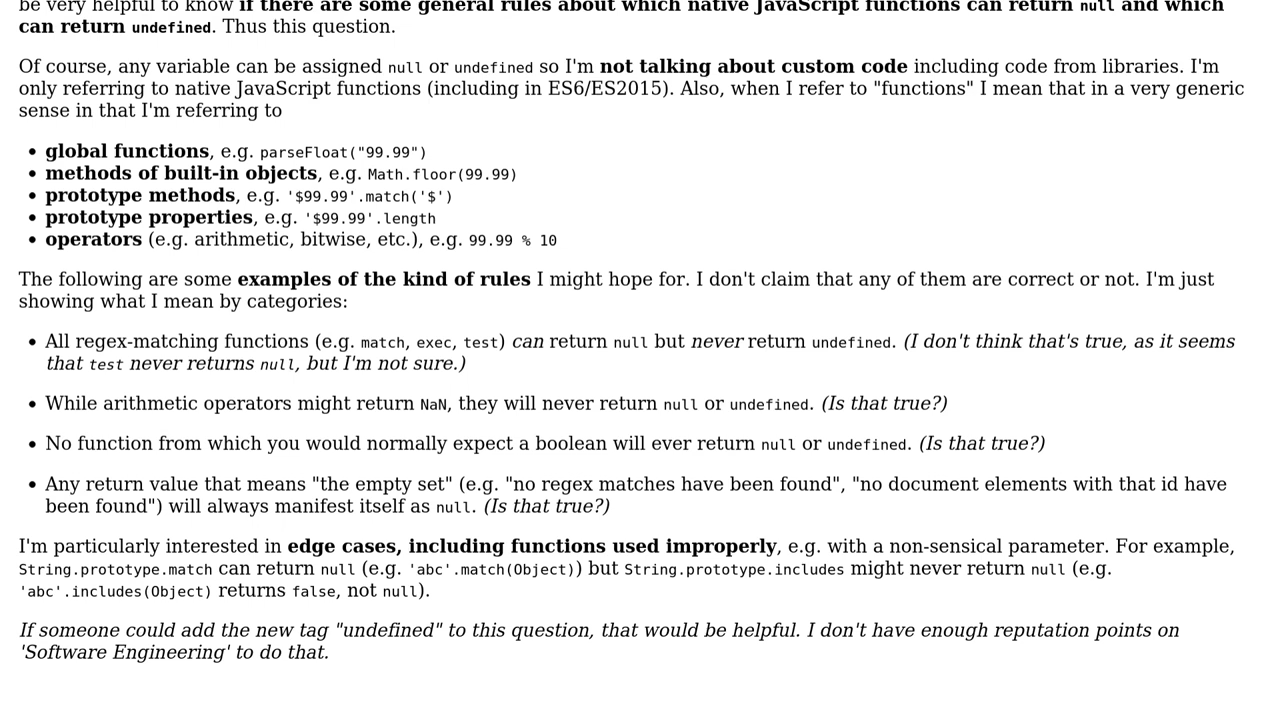 be very helpful to know if there are some general rules about which native JavaScript functions can return null and which
can return undefined. Thus this question.
Of course, any variable can be assigned null or undefined so I'm not talking about custom code including code from libraries. I'm
only referring to native JavaScript functions (including in ES6/ES2015). Also, when I refer to "functions" I mean that in a very generic
sense in that I'm referring to
• global functions, e.g. parseFloat("99.99")
• methods of built-in objects, e.g. Math.floor(99.99)
• prototype methods, e.g. '$99.99'.match('$')
• prototype properties, e.g. '$99.99'.length
• operators (e.g. arithmetic, bitwise, etc.), e.g. 99.99 % 10
The following are some examples of the kind of rules I might hope for. I don't claim that any of them are correct or not. I'm just
showing what I mean by categories:
• All regex-matching functions (e.g. match, exec, test) can return null but never return undefined. (I don't think that's true, as it seems
that test never returns null, but I'm not sure.)
• While arithmetic operators might return NaN, they will never return null or undefined. (Is that true?)
• No function from which you would normally expect a boolean will ever return null or undefined. (Is that true?)
• Any return value that means "the empty set" (e.g. "no regex matches have been found", "no document elements with that id have
been found") will always manifest itself as null. (Is that true?)
I'm particularly interested in edge cases, including functions used improperly, e.g. with a non-sensical parameter. For example,
String.prototype.match can return null (e.g. 'abc'.match(Object)) but String.prototype.includes might never return null (e.g.
'abc'.includes(Object) returns false, not null).
If someone could add the new tag "undefined" to this question, that would be helpful. I don't have enough reputation points on
'Software Engineering' to do that.